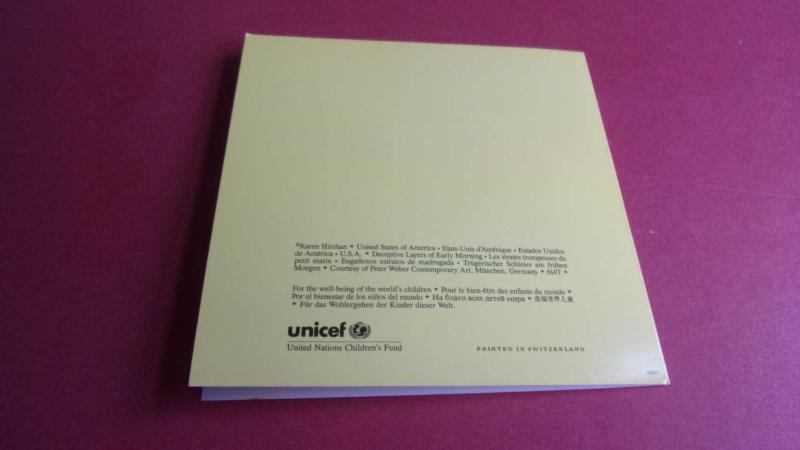 ©Karen Hirshan • United States of America • Etats-Unis d'Amérique • Estados Unidos
de América • U.S.A. • Deceptive Layers of Early Morning • Les strates trompeuses du
petit matin • Engañosos estratos de madrugada • Trügerischer Schleier am frühen
Morgen • Courtesy of Peter Weber Contemporary Art, München, Germany • 614T •
For the well-being of the world's children • Pour le bien-être des enfants du monde •
Por el bienestar de los niños del mundo • На благо всех детей мира • 造福世界儿童
• Für das Wohlergehen der Kinder dieser Welt.
unicef
United Nations Children's Fund
PRINTED IN SWITZERLAND